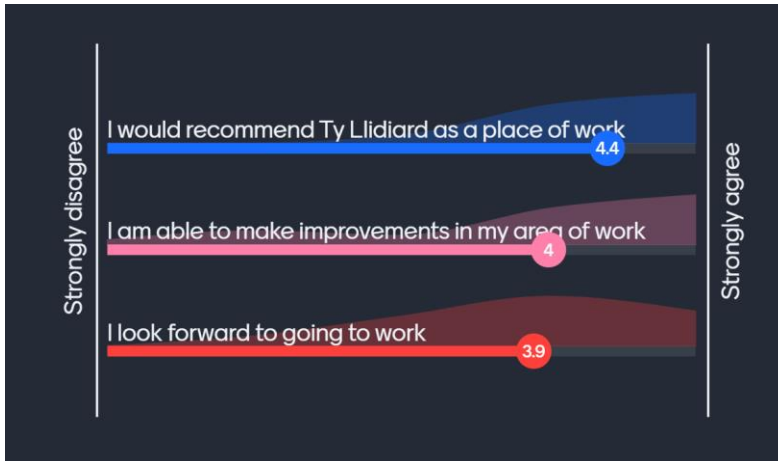 Strongly disagree
I would recommend Ty Llidiard as a place of work
4.4
I am able to make improvements in my area of work
4
I look forward to going to work
3.9
Strongly agree